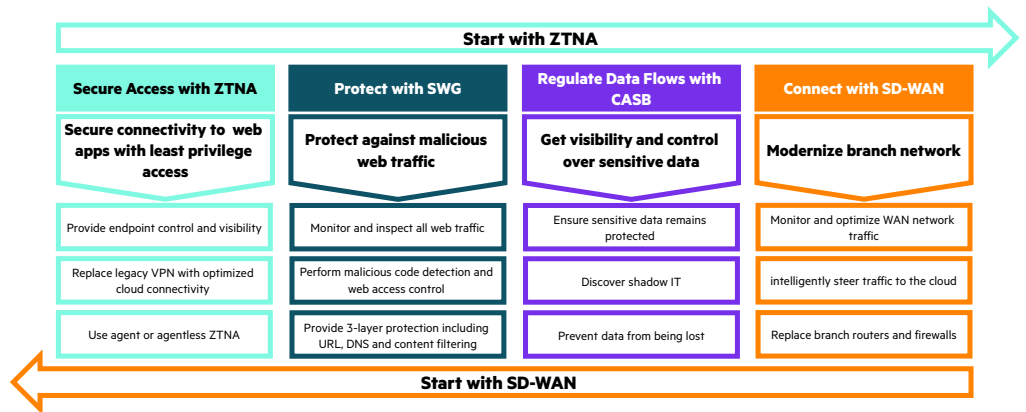 Start with ZTNA
Secure Access with ZTNA
Secure connectivity to web
apps with least privilege
access
Provide endpoint control and visibility
Replace legacy VPN with optimized
cloud connectivity
Use agent or agentless ZTNA
Protect with SWG
Protect against malicious
web traffic
Monitor and inspect all web traffic
Perform malicious code detection and
web access control
Provide 3-layer protection including
URL, DNS and content filtering
Regulate Data Flows with
CASB
Get visibility and control
over sensitive data
Ensure sensitive data remains
protected
Discover shadow IT
Prevent data from being lost
Connect with SD-WAN
Modernize branch network
Monitor and optimize WAN network
traffic
intelligently steer traffic to the cloud
Replace branch routers and firewalls
Start with SD-WAN